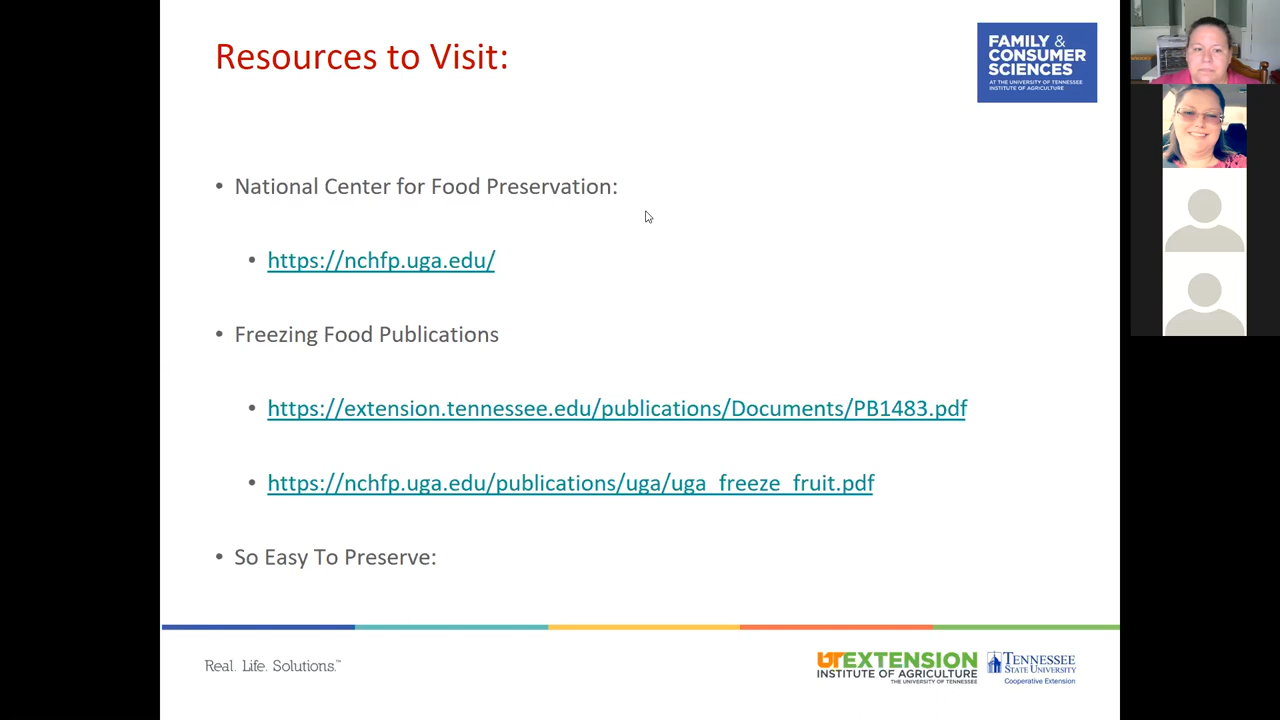 Resources to Visit:
FAMILY &
CONSUMER
SCIENCES
AT THE UNIVERSITY OF TENNESSEE
INSTITUTE OF AGRICULTURE
• National Center for Food Preservation:
• https://nchfp.uga.edu/
• Freezing Food Publications
• https://extension.tennessee.edu/publications/Documents/PB1483.pdf
• https://nchfp.uga.edu/publications/uga/uga_freeze_fruit.pdf
• So Easy To Preserve:
Real. Life. Solutions.™
UT EXTENSION
INSTITUTE OF AGRICULTURE
THE UNIVERSITY OF TENNESSEE
TENNESSEE
STATE UNIVERSITY
Cooperative Extension